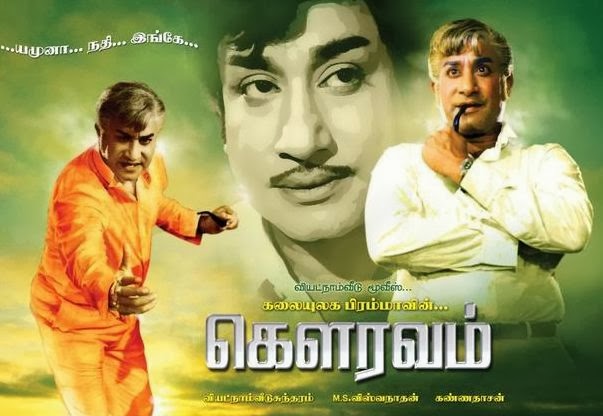 ...யமுனா... நதி... இங்கே...
வியட்நாம்வீடு மூவீஸ்...
கலையுலக பிரம்மாவின்...
கௌரவம்
வியட்நாம்வீடுசுந்தரம் M.S.விஸ்வநாதன் கண்ணதாசன்